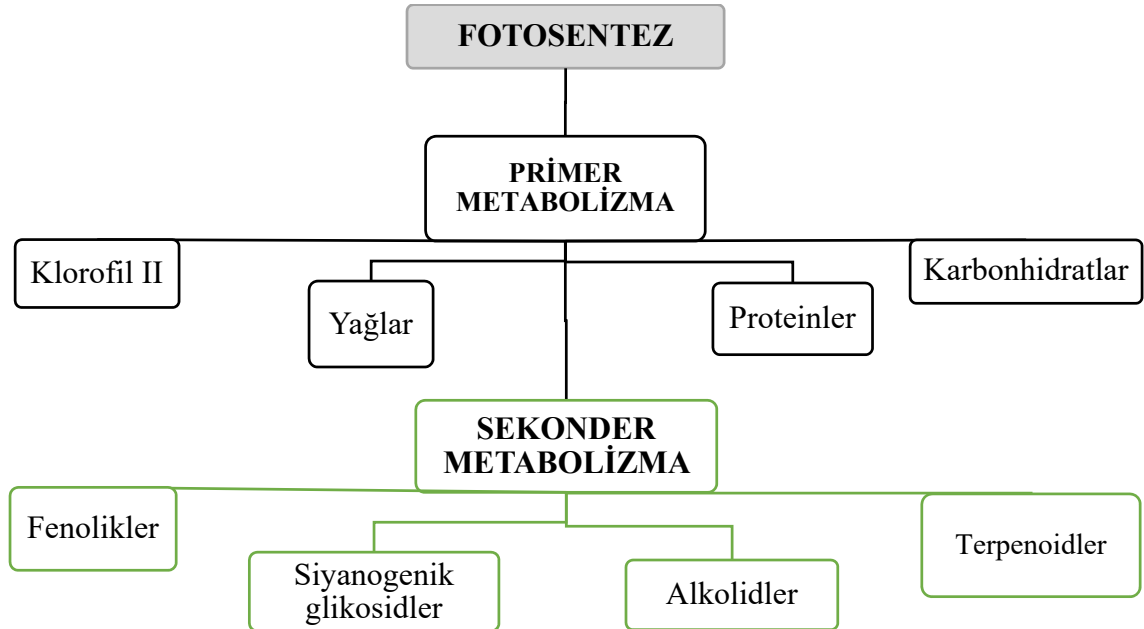 FOTOSENTEZ
PRİMER
METABOLİZMA
Klorofil II
Yağlar
Proteinler
Karbonhidratlar
SEKONDER
METABOLİZMA
Fenolikler
Siyanogenik
glikosidler
Alkolidler
Terpenoidler